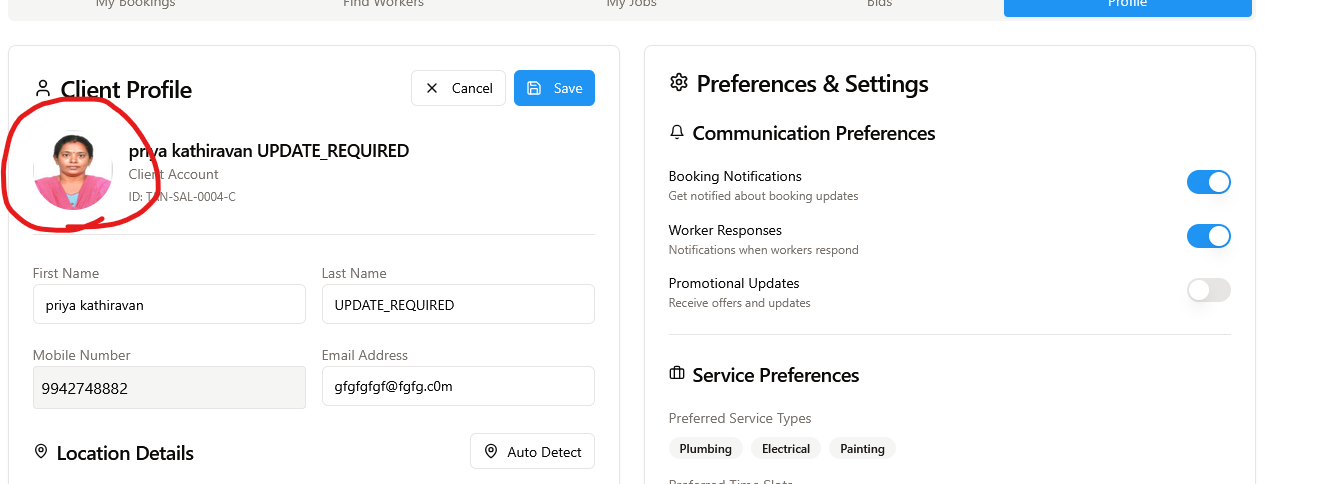 My Bookings
Find Workers
My Jobs
Bids
Profile
Client Profile
Cancel
Save
priya kathiravan UPDATE_REQUIRED
Client Account
ID: TAN-SAL-0004-C
First Name
Last Name
priya kathiravan
UPDATE_REQUIRED
Mobile Number
Email Address
9942748882
gfgfgfgf@fgfg.c0m
Location Details
Auto Detect
Preferences & Settings
Communication Preferences
Booking Notifications
Get notified about booking updates
Worker Responses
Notifications when workers respond
Promotional Updates
Receive offers and updates
Service Preferences
Preferred Service Types
Plumbing
Electrical
Painting
Preferred Time Slots